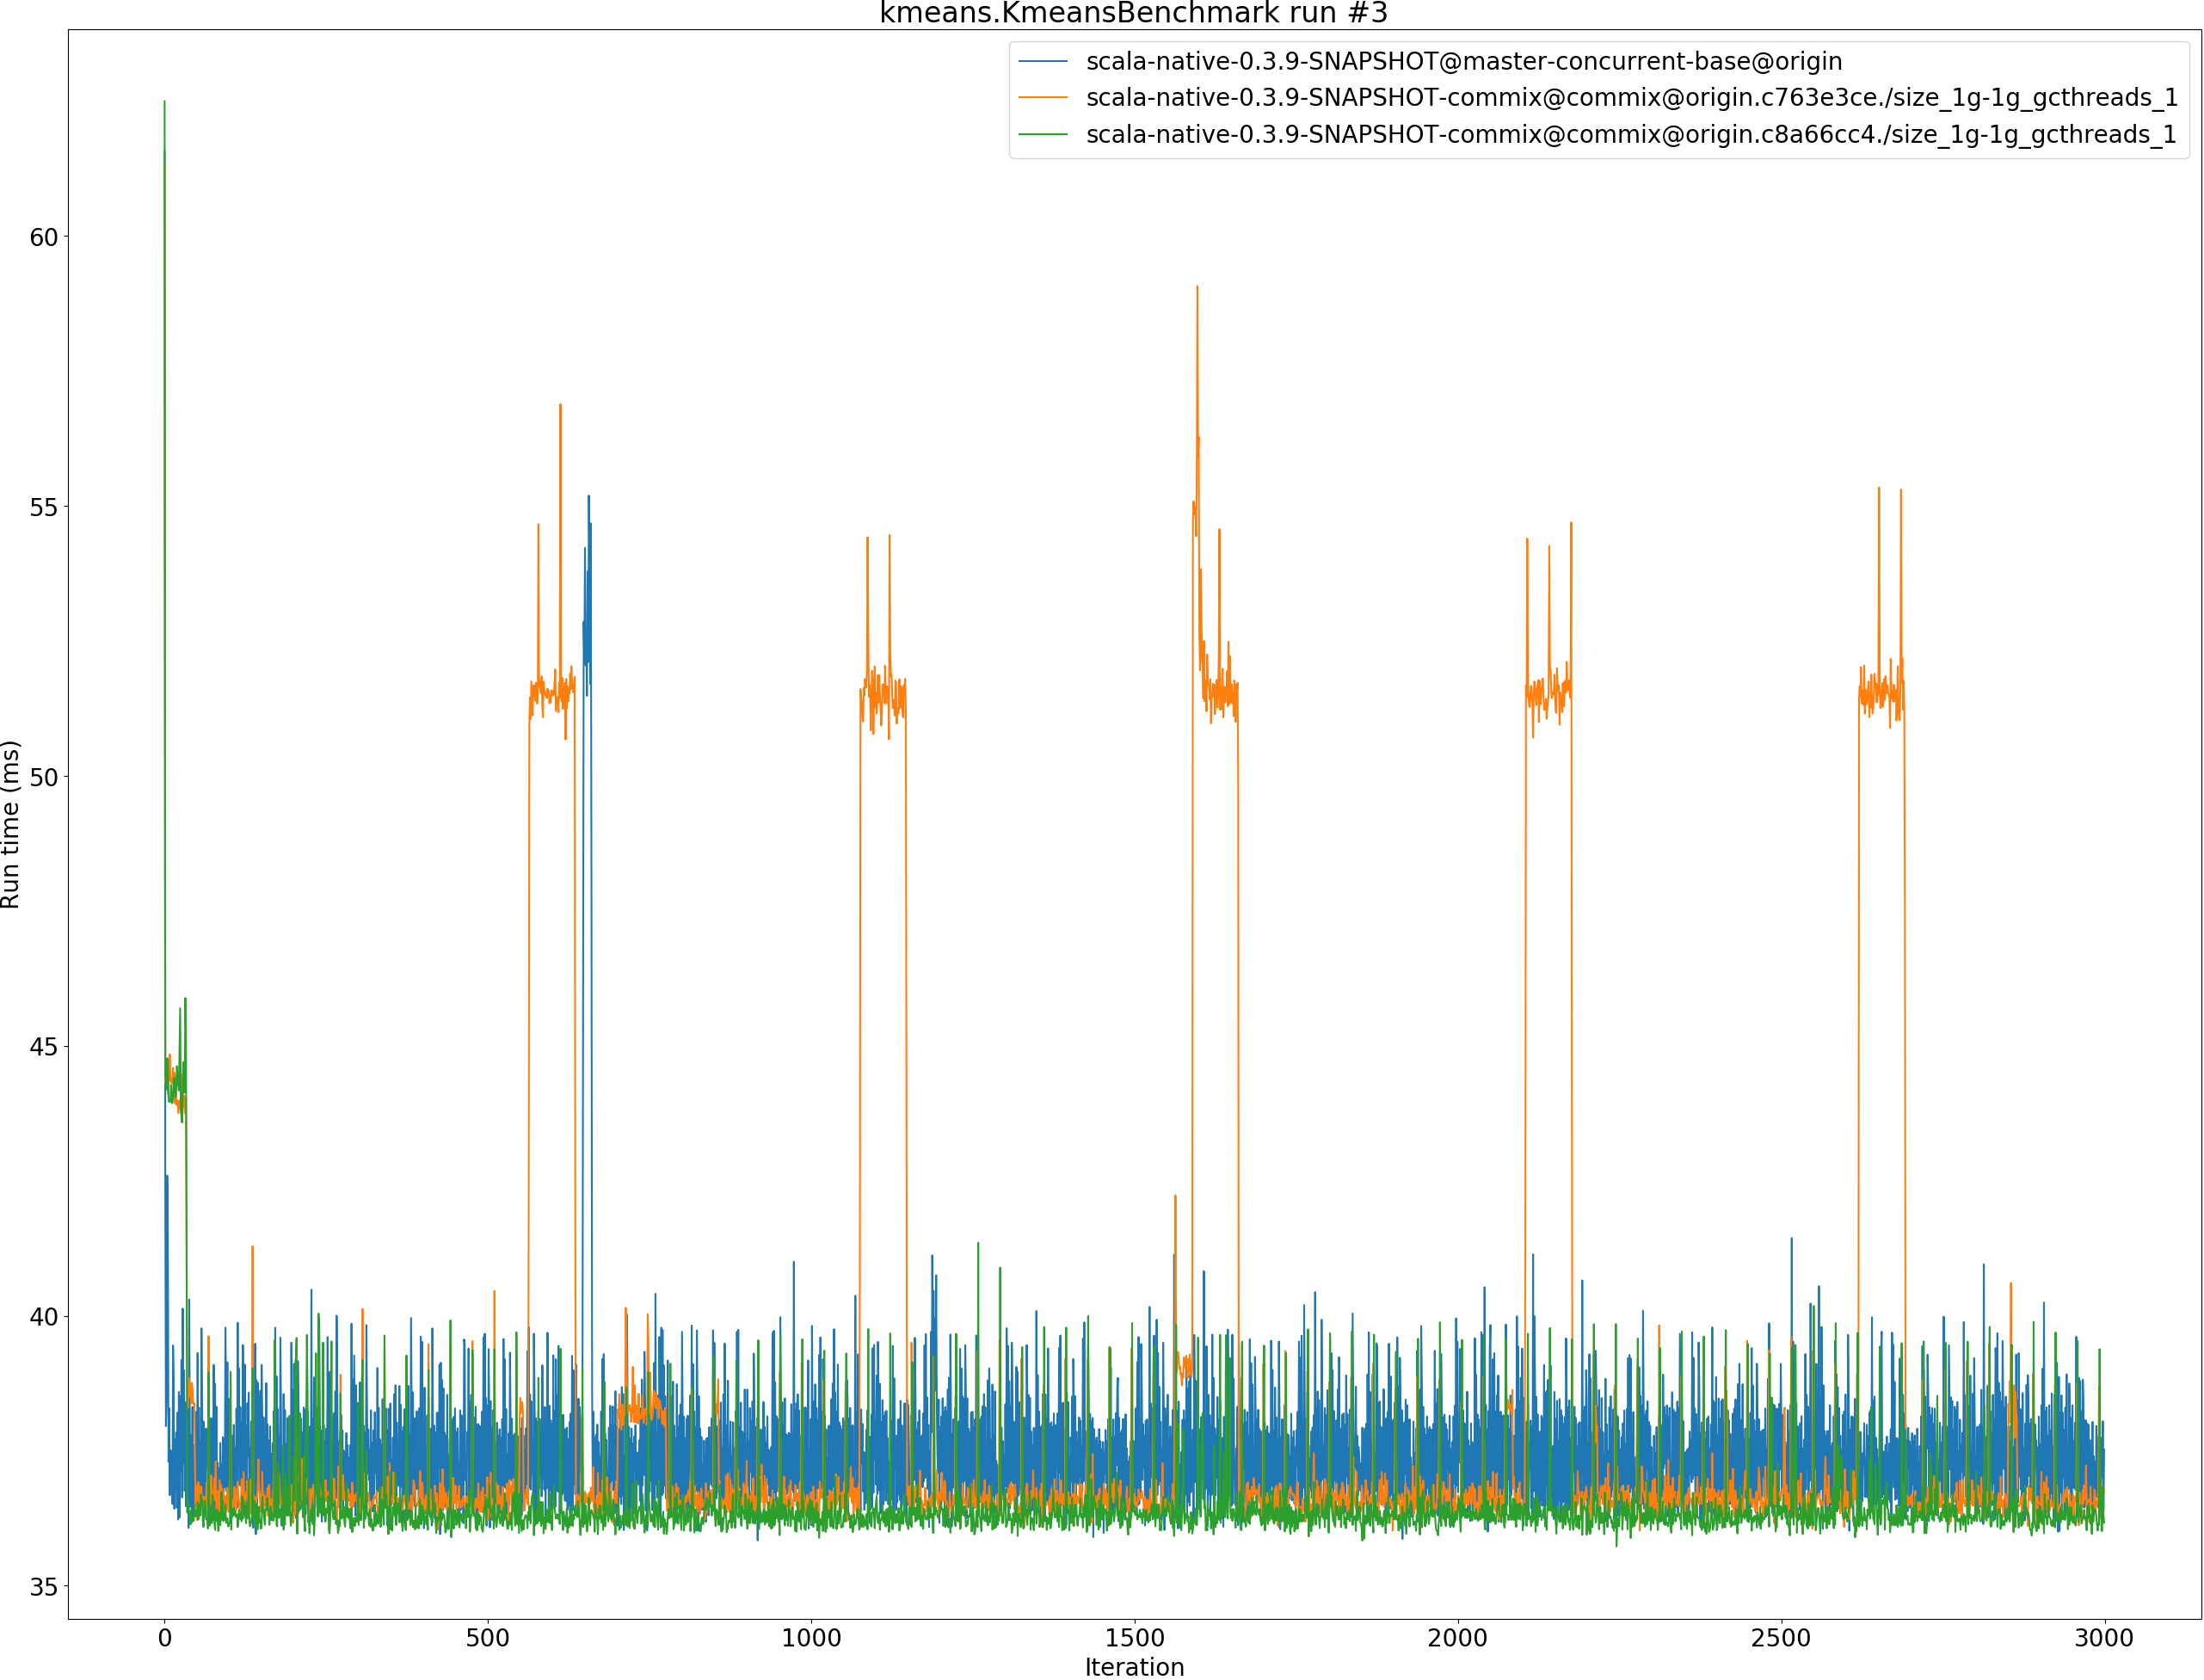 kmeans.KmeansBenchmark run #3
scala-native-0.3.9-SNAPSHOT@master-concurrent-base@origin
scala-native-0.3.9-SNAPSHOT-commix@commix@origin.c763e3ce./size_1g-1g_gcthreads_1
scala-native-0.3.9-SNAPSHOT-commix@commix@origin.c8a66cc4./size_1g-1g_gcthreads_1
60
55
50
45
40
35
Run time (ms)
0 500 1000 1500 2000 2500 3000
Iteration